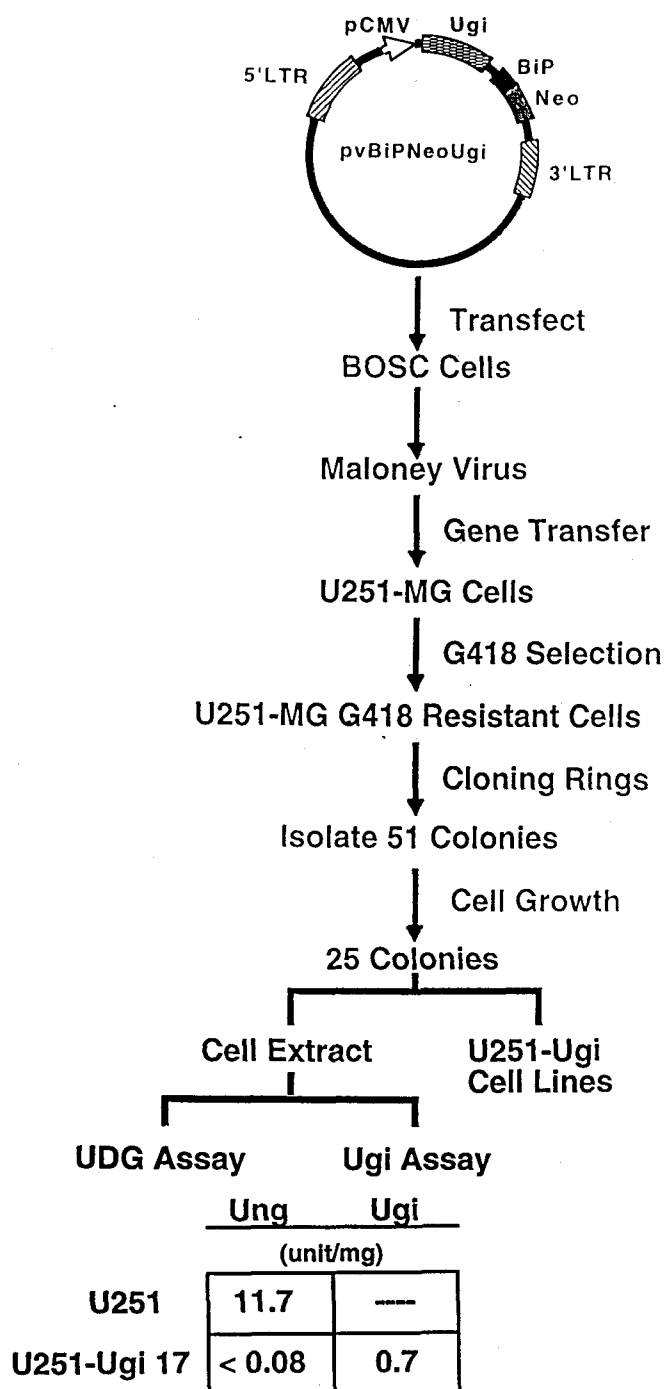 pCMV
Ugi
BiP
Neo
5'LTR
pvBiPNeoUgi
3'LTR
Transfect
BOSC Cells
Maloney Virus
Gene Transfer
U251-MG Cells
G418 Selection
U251-MG G418 Resistant Cells
Cloning Rings
Isolate 51 Colonies
Cell Growth
25 Colonies
Cell Extract
U251-Ugi
Cell Lines
UDG Assay Ugi Assay
Ung Ugi
(unit/mg)
U251 11.7 ----
U251-Ugi 17 < 0.08 0.7